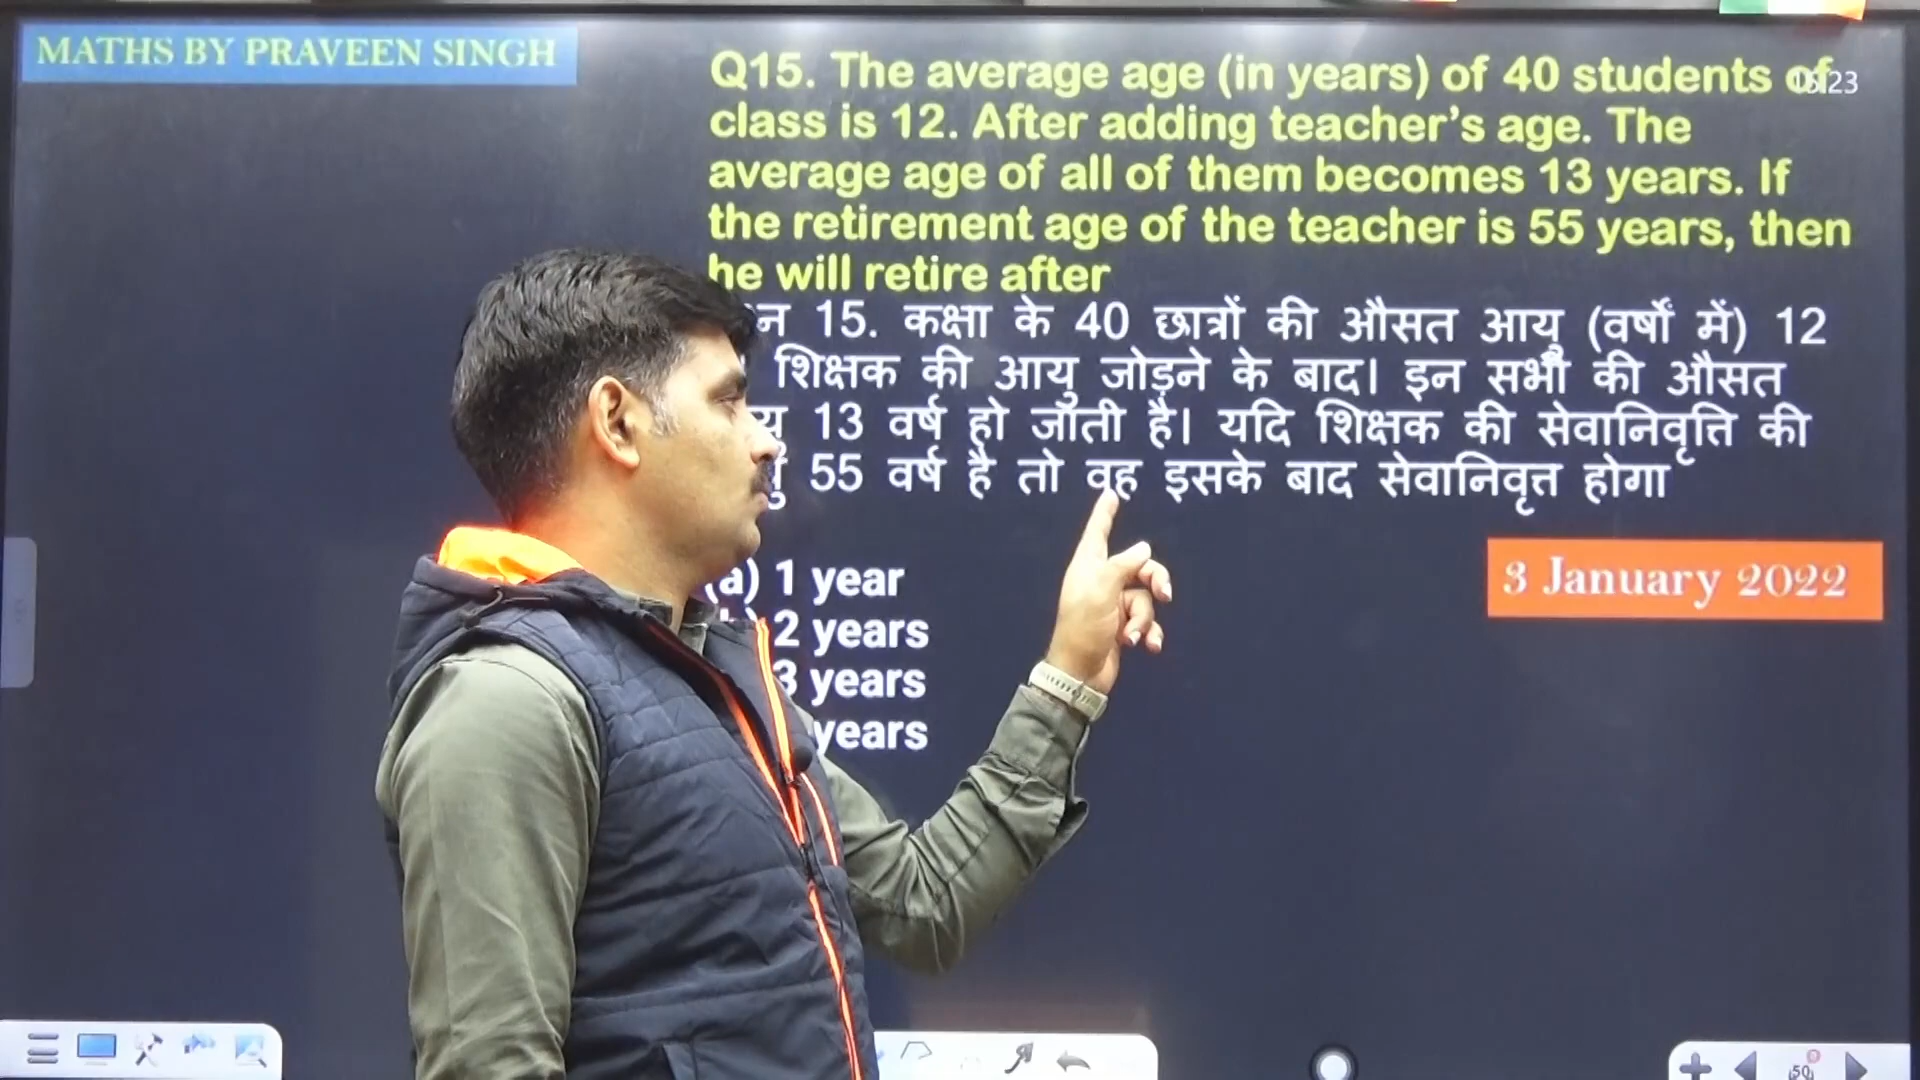 MATHS BY PRAVEEN SINGH
Q15. The average age (in years) of 40 students of
class is 12. After adding teacher's age. The
average age of all of them becomes 13 years. If
the retirement age of the teacher is 55 years, then
he will retire after
15. कक्षा के 40 छात्रों की औसत आयु (वर्षों में) 12
शिक्षक की आयु जोड़ने के बाद। इन सभी की औसत
13 वर्ष हो जाती है। यदि शिक्षक की सेवानिवृत्ति की
55 वर्ष है तो वह इसके बाद सेवानिवृत्त होगा
3 January 2022
(a) 1 year
2 years
3 years
years
50